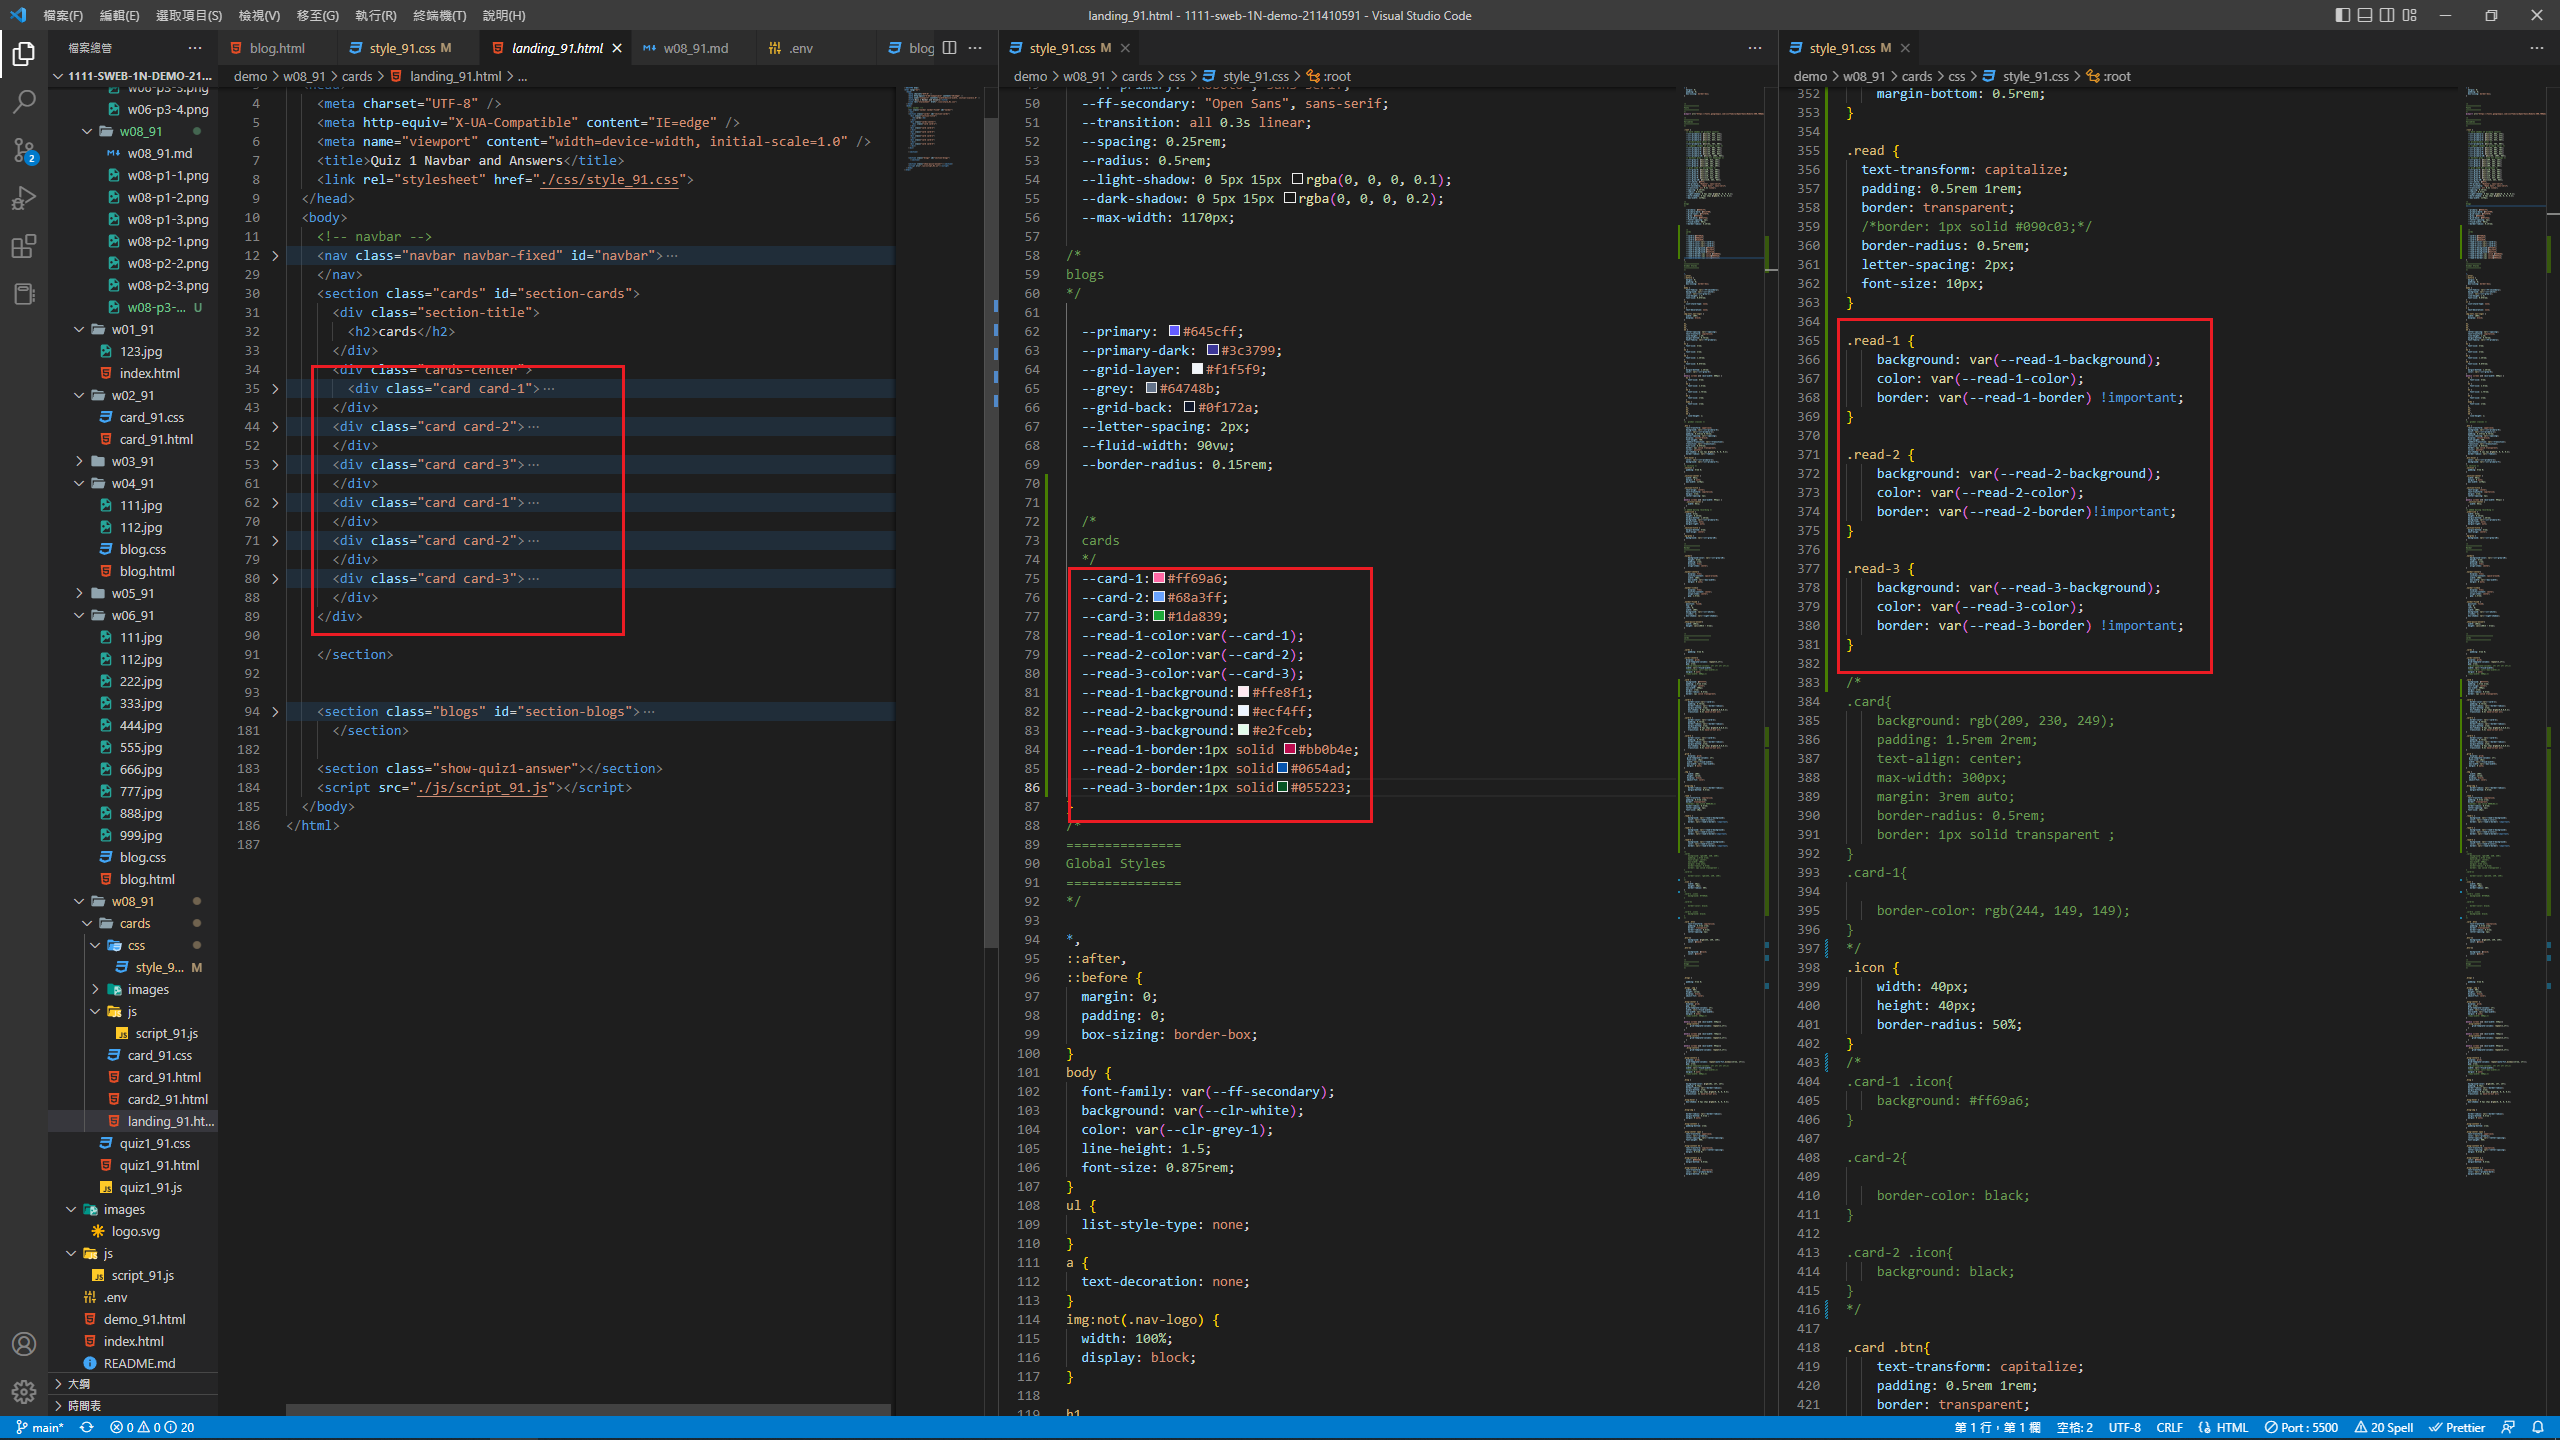 檔案(F) 編輯(E) 選取項目(S) 檢視(V) 移至(G) 執行(R) 終端機(T) 說明(H)
landing_91.html - 1111-sweb-1N-demo-211410591 - Visual Studio Code
檔案總管 ···
1111-SWEB-1N-DEMO-21...
w06-p3-3.png
w06-p3-4.png
w08_91
w08_91.md
w08-p1-1.png
w08-p1-2.png
w08-p1-3.png
w08-p2-1.png
w08-p2-2.png
w08-p2-3.png
w08-p3-... U
w01_91
123.jpg
index.html
w02_91
card_91.css
card_91.html
w03_91
w04_91
111.jpg
112.jpg
blog.css
blog.html
w05_91
w06_91
111.jpg
112.jpg
222.jpg
333.jpg
444.jpg
555.jpg
666.jpg
777.jpg
888.jpg
999.jpg
blog.css
blog.html
w08_91
cards
css
style_9... M
images
js
script_91.js
card_91.css
card_91.html
card2_91.html
landing_91.ht...
quiz1_91.css
quiz1_91.html
quiz1_91.js
images
logo.svg
js
script_91.js
.env
demo_91.html
index.html
README.md
大綱
時間表
blog.html style_91.css M landing_91.html × w08_91.md .env blog
demo > w08_91 > cards > landing_91.html > ...
4 <meta charset="UTF-8" />
5 <meta http-equiv="X-UA-Compatible" content="IE=edge" />
6 <meta name="viewport" content="width=device-width, initial-scale=1.0" />
7 <title>Quiz 1 Navbar and Answers</title>
8 <link rel="stylesheet" href="./css/style_91.css">
9 </head>
10 <body>
11 <!-- navbar -->
12 <nav class="navbar navbar-fixed" id="navbar">···
29 </nav>
30 <section class="cards" id="section-cards">
31 <div class="section-title">
32 <h2>cards</h2>
33 </div>
34 <div class="cards-center">
35 <div class="card card-1">···
43 </div>
44 <div class="card card-2">···
52 </div>
53 <div class="card card-3">···
61 </div>
62 <div class="card card-1">···
70 </div>
71 <div class="card card-2">···
79 </div>
80 <div class="card card-3">···
88 </div>
89 </div>
90
91 </section>
92
93
94 <section class="blogs" id="section-blogs">···
181 </section>
182
183 <section class="show-quiz1-answer"></section>
184 <script src="./js/script_91.js"></script>
185 </body>
186 </html>
187
style_91.css M ×
demo > w08_91 > cards > css > style_91.css > :root
50 --ff-secondary: "Open Sans", sans-serif;
51 --transition: all 0.3s linear;
52 --spacing: 0.25rem;
53 --radius: 0.5rem;
54 --light-shadow: 0 5px 15px rgba(0, 0, 0, 0.1);
55 --dark-shadow: 0 5px 15px rgba(0, 0, 0, 0.2);
56 --max-width: 1170px;
57
58 /*
59 blogs
60 */
61
62 --primary: #645cff;
63 --primary-dark: #3c3799;
64 --grid-layer: #f1f5f9;
65 --grey: #64748b;
66 --grid-back: #0f172a;
67 --letter-spacing: 2px;
68 --fluid-width: 90vw;
69 --border-radius: 0.15rem;
70
71
72 /*
73 cards
74 */
75 --card-1:#ff69a6;
76 --card-2:#68a3ff;
77 --card-3:#1da839;
78 --read-1-color:var(--card-1);
79 --read-2-color:var(--card-2);
80 --read-3-color:var(--card-3);
81 --read-1-background:#ffe8f1;
82 --read-2-background:#ecf4ff;
83 --read-3-background:#e2fceb;
84 --read-1-border:1px solid #bb0b4e;
85 --read-2-border:1px solid #0654ad;
86 --read-3-border:1px solid #055223;
87 }
88 /*
89 ===============
90 Global Styles
91 ===============
92 */
93
94 *,
95 ::after,
96 ::before {
97 margin: 0;
98 padding: 0;
99 box-sizing: border-box;
100 }
101 body {
102 font-family: var(--ff-secondary);
103 background: var(--clr-white);
104 color: var(--clr-grey-1);
105 line-height: 1.5;
106 font-size: 0.875rem;
107 }
108 ul {
109 list-style-type: none;
110 }
111 a {
112 text-decoration: none;
113 }
114 img:not(.nav-logo) {
115 width: 100%;
116 display: block;
117 }
118
119 h1
style_91.css M ×
demo > w08_91 > cards > css > style_91.css > :root
352 margin-bottom: 0.5rem;
353 }
354
355 .read {
356 text-transform: capitalize;
357 padding: 0.5rem 1rem;
358 border: transparent;
359 /*border: 1px solid #090c03;*/
360 border-radius: 0.5rem;
361 letter-spacing: 2px;
362 font-size: 10px;
363 }
364
365 .read-1 {
366 background: var(--read-1-background);
367 color: var(--read-1-color);
368 border: var(--read-1-border) !important;
369 }
370
371 .read-2 {
372 background: var(--read-2-background);
373 color: var(--read-2-color);
374 border: var(--read-2-border)!important;
375 }
376
377 .read-3 {
378 background: var(--read-3-background);
379 color: var(--read-3-color);
380 border: var(--read-3-border) !important;
381 }
382
383 /*
384 .card{
385 background: rgb(209, 230, 249);
386 padding: 1.5rem 2rem;
387 text-align: center;
388 max-width: 300px;
389 margin: 3rem auto;
390 border-radius: 0.5rem;
391 border: 1px solid transparent ;
392 }
393 .card-1{
394
395 border-color: rgb(244, 149, 149);
396 }
397 */
398 .icon {
399 width: 40px;
400 height: 40px;
401 border-radius: 50%;
402 }
403 /*
404 .card-1 .icon{
405 background: #ff69a6;
406 }
407
408 .card-2{
409
410 border-color: black;
411 }
412
413 .card-2 .icon{
414 background: black;
415 }
416 */
417
418 .card .btn{
419 text-transform: capitalize;
420 padding: 0.5rem 1rem;
421 border: transparent;
main* 0 0 20
第 1 行，第 1 欄 空格: 2 UTF-8 CRLF HTML Port : 5500 20 Spell Prettier